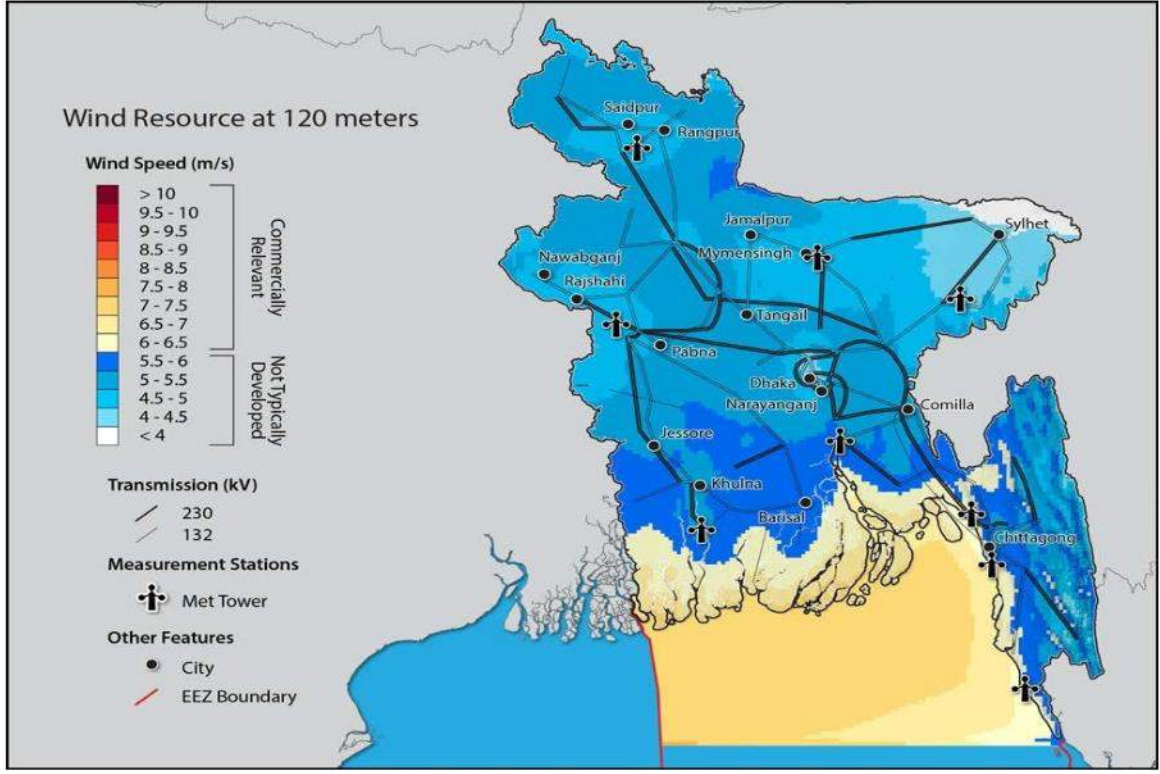 Wind Resource at 120 meters
Wind Speed (m/s)
> 10
9.5 - 10
9 - 9.5
8.5 - 9
8 - 8.5
7.5 - 8
7 - 7.5
6.5 - 7
6 - 6.5
5.5 - 6
5 - 5.5
4.5 - 5
4 - 4.5
< 4
Commercially
Relevant
Not Typically
Developed
Transmission (kV)
230
132
Measurement Stations
Met Tower
Other Features
City
EEZ Boundary
Saidpur
Rangpur
Jamalpur
Sylhet
Mymensingh
Nawabganj
Rajshahi
Tangail
Pabna
Dhaka
Narayanganj
Comilla
Jessore
Khulna
Barisal
Chittagong